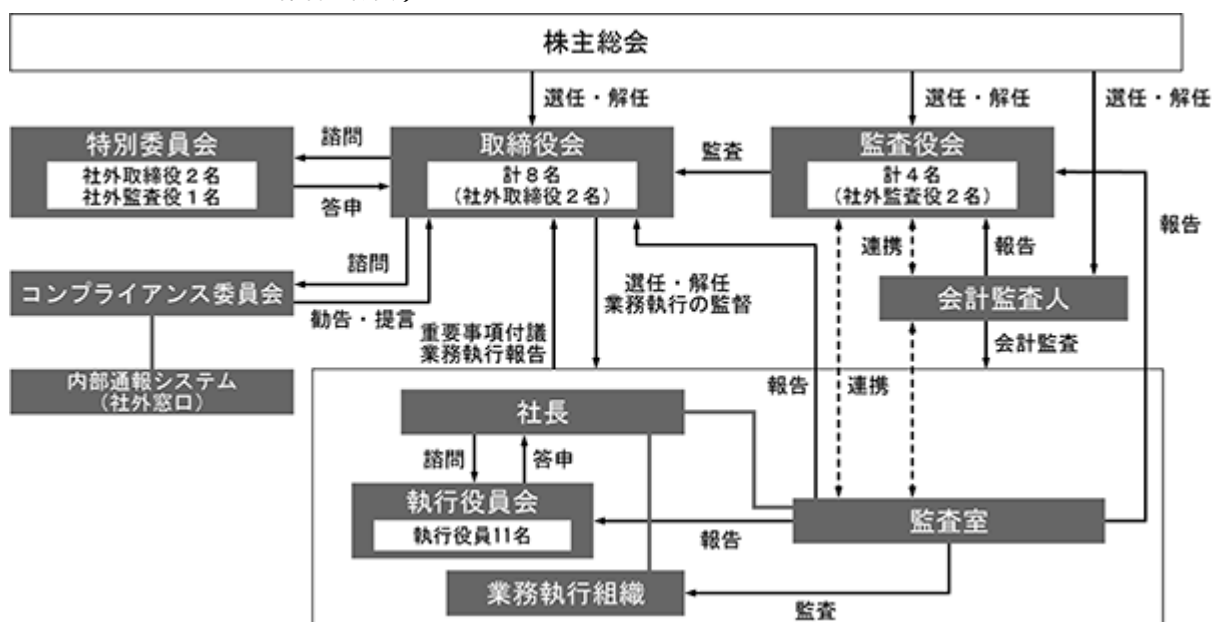 株主総会
選任・解任
選任・解任
選任・解任
特別委員会
社外取締役2名
社外監査役1名
諮問
答申
取締役会
計8名
(社外取締役2名)
監査
監査役会
計4名
(社外監査役2名)
報告
諮問
コンプライアンス委員会
勧告・提言
選任・解任
業務執行の監督
連携
報告
会計監査人
重要事項付議
業務執行報告
会計監査
内部通報システム
(社外窓口)
報告
連携
社長
諮問
答申
執行役員会
執行役員11名
報告
監査室
業務執行組織
監査